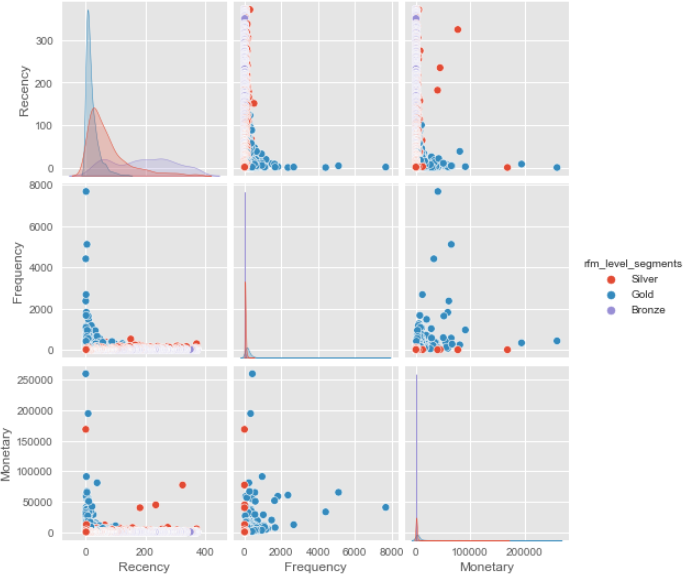 300
200
100
0
Recency
8000
6000
4000
2000
0
Frequency
rfm_level_segments
Silver
Gold
Bronze
250000
200000
150000
100000
50000
0
Monetary
0 200 400
0 2000 4000 6000 8000
0 100000 200000
Recency Frequency Monetary